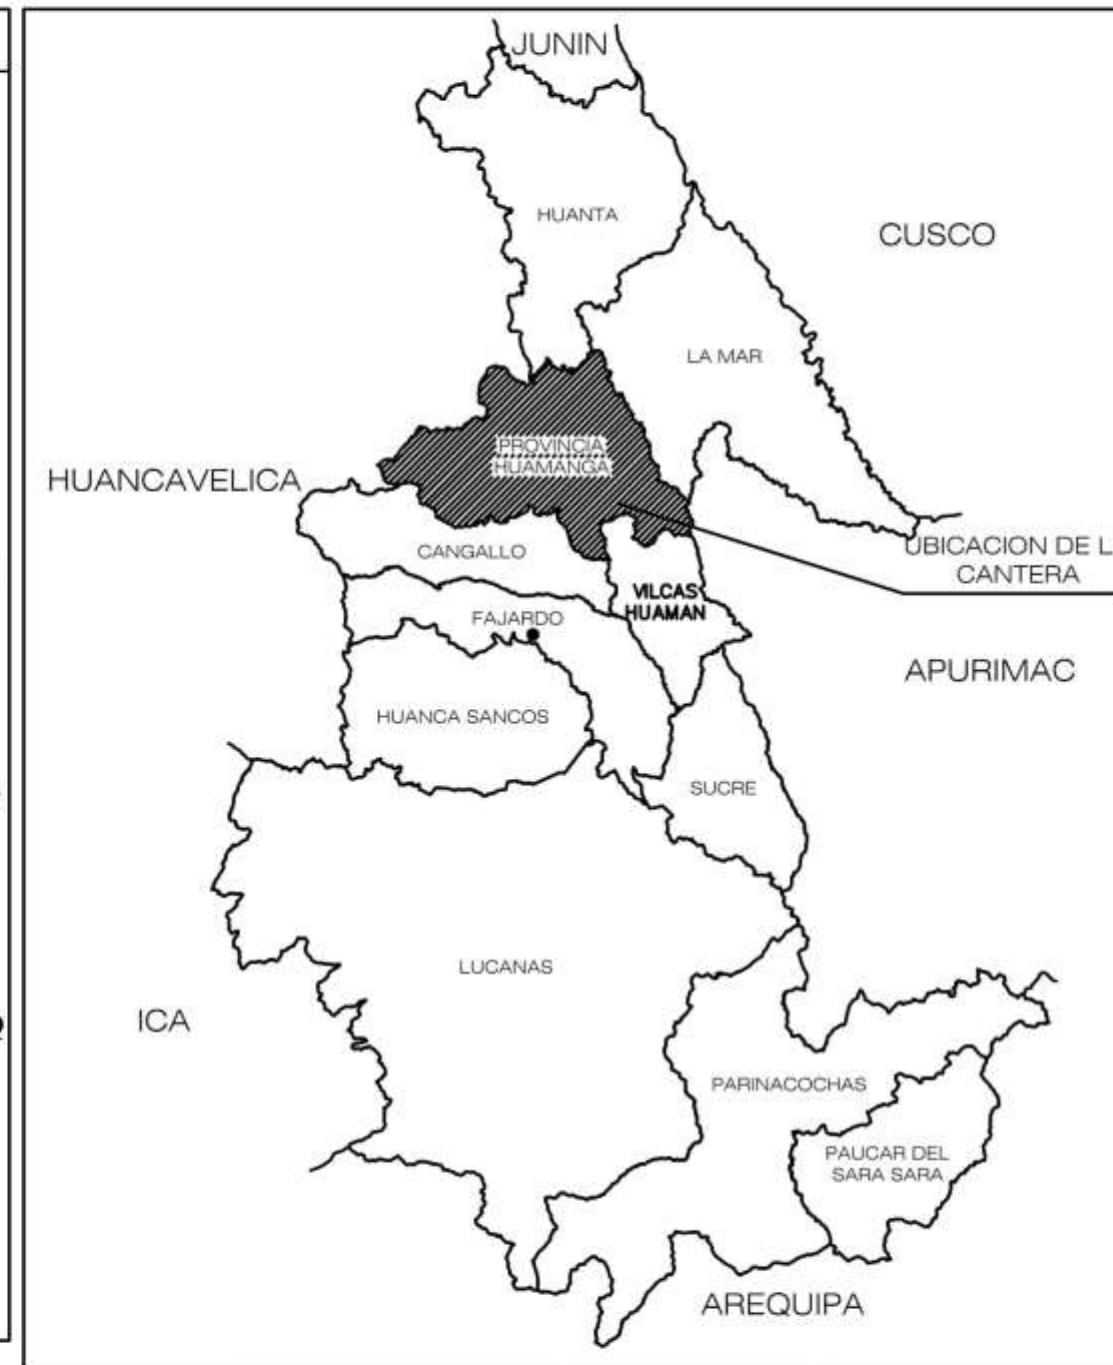 JUNIN
HUANTA
CUSCO
LA MAR
PROVINCIA
HUAMANGA
HUANCAVELICA
CANGALLO
UBICACION DE L
CANTERA
VILCAS
HUAMAN
FAJARDO
APURIMAC
HUANCA SANCOS
SUCRE
LUCANAS
ICA
PARINACOCHAS
PAUCAR DEL
SARA SARA
AREQUIPA